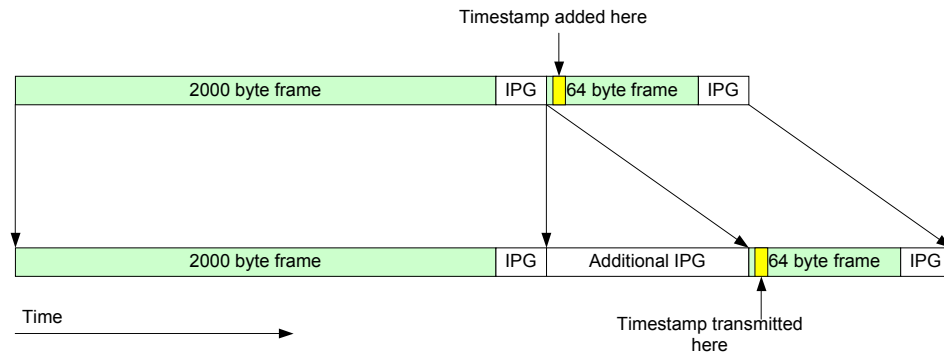 Timestamp added here
2000 byte frame
IPG
64 byte frame
IPG
2000 byte frame
IPG
Additional IPG
64 byte frame
IPG
Time
Timestamp transmitted
here